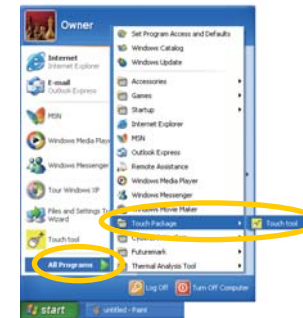 Owner
Internet
Internet Explorer
E-mail
Outlook Express
MSN
Windows Media Play
Windows Messenger
Tour Windows XP
Files and Settings Tr
Wizard
Touch tool
All Programs
Set Program Access and Defaults
Windows Catalog
Windows Update
Accessories
Games
Startup
Internet Explorer
MSN
Outlook Express
Remote Assistance
Windows Media Player
Windows Messenger
Windows Movie Maker
Touch Package
Touch tool
Futuremark
Thermal Analysis Tool
Log Off
Turn Off Computer
start
untitled - Paint